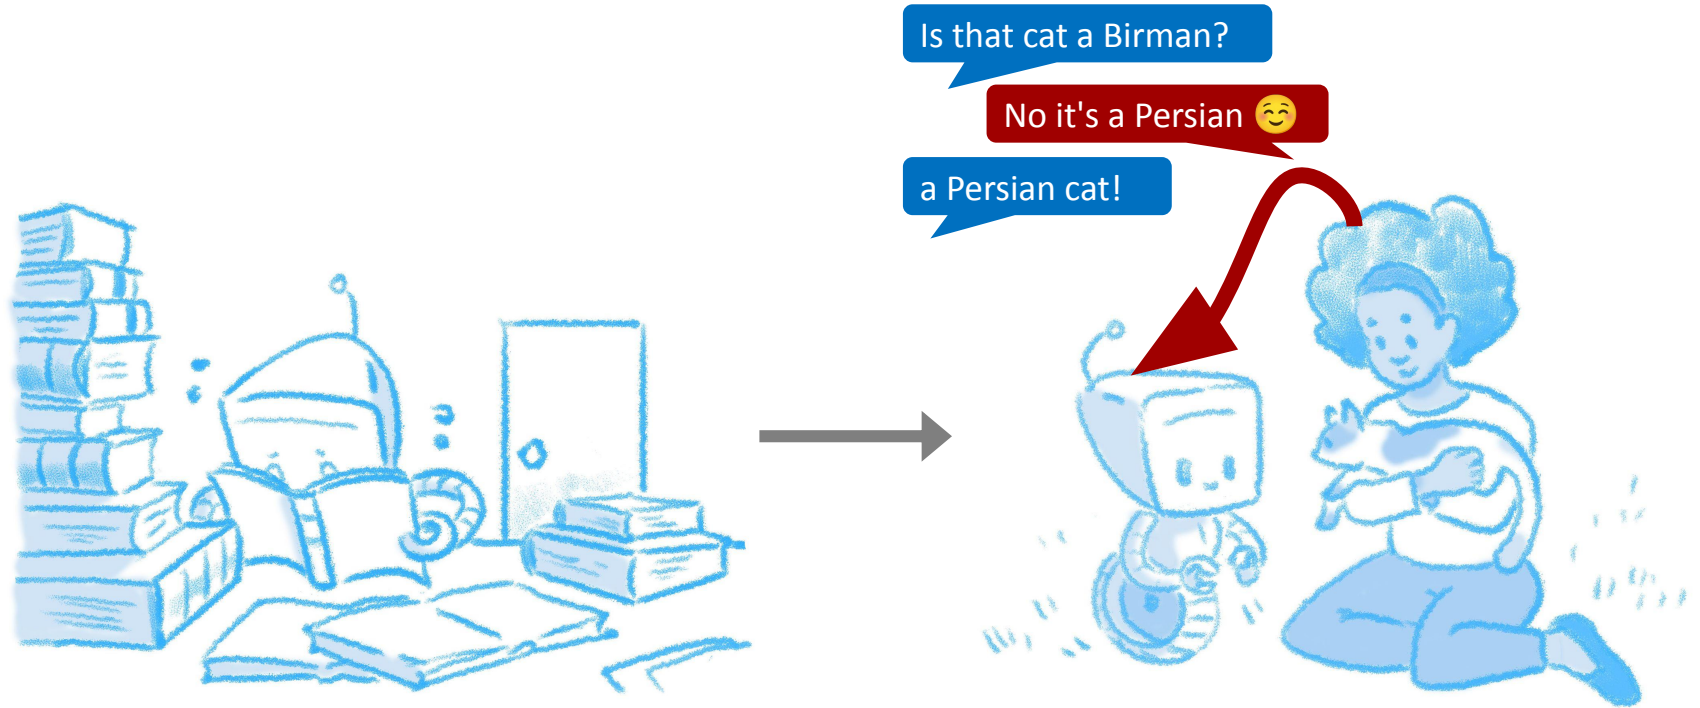 Is that cat a Birman?
No it's a Persian ☺️
a Persian cat!